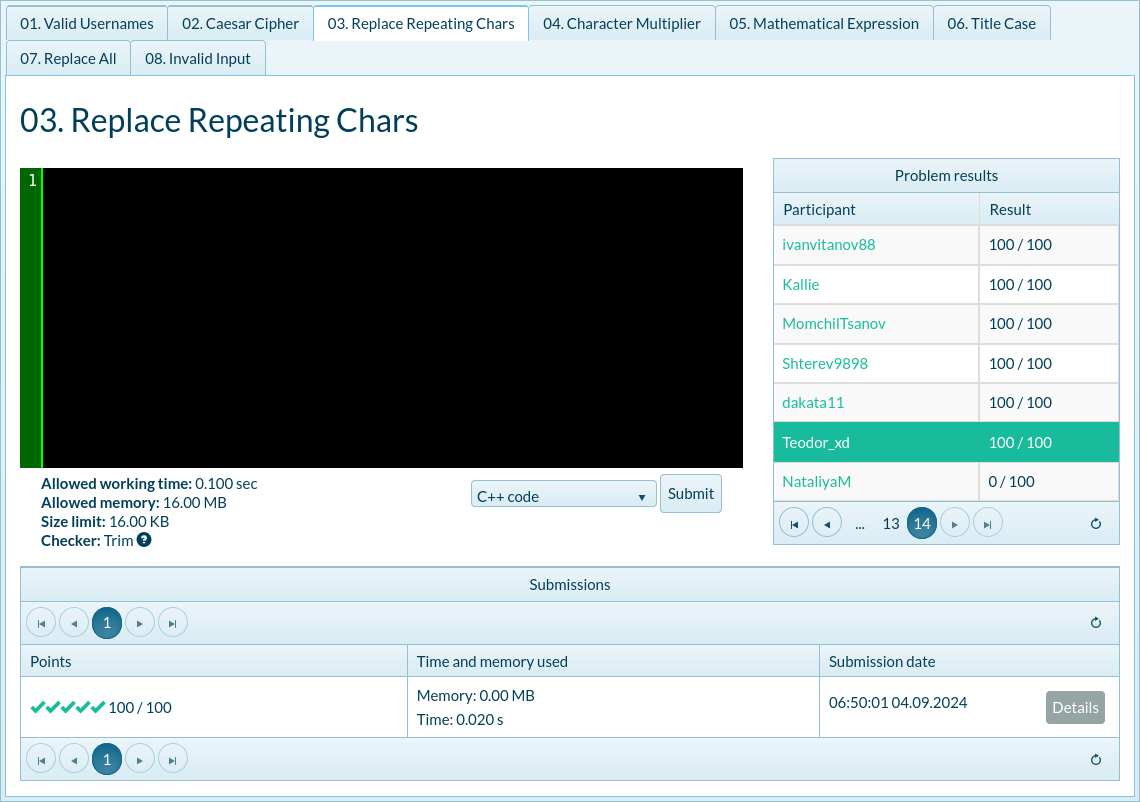 01. Valid Usernames
02. Caesar Cipher
03. Replace Repeating Chars
04. Character Multiplier
05. Mathematical Expression
06. Title Case
07. Replace All
08. Invalid Input
03. Replace Repeating Chars
1
Allowed working time: 0.100 sec
Allowed memory: 16.00 MB
Size limit: 16.00 KB
Checker: Trim ?
C++ code
Submit
Problem results
Participant Result
ivanvitanov88 100 / 100
Kallie 100 / 100
MomchilTsanov 100 / 100
Shterev9898 100 / 100
dakata11 100 / 100
Teodor_xd 100 / 100
NataliyaM 0 / 100
... 13 14
Submissions
1
Points Time and memory used Submission date
100 / 100
Memory: 0.00 MB
Time: 0.020 s
06:50:01 04.09.2024
Details
1